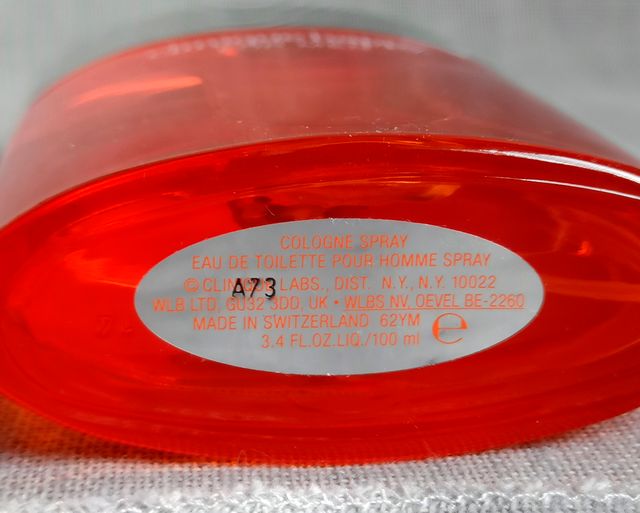 COLOGNE SPRAY
EAU DE TOILETTE POUR HOMME SPRAY
© CLINIQUE LABS., DIST. N.Y., N.Y. 10022
A73
WLB LTD, GU32 3DD, UK • WLBS NV, OEVEL BE-2260
MADE IN SWITZERLAND 62YM
3.4 FL.OZ.LIQ./100 ml ℮